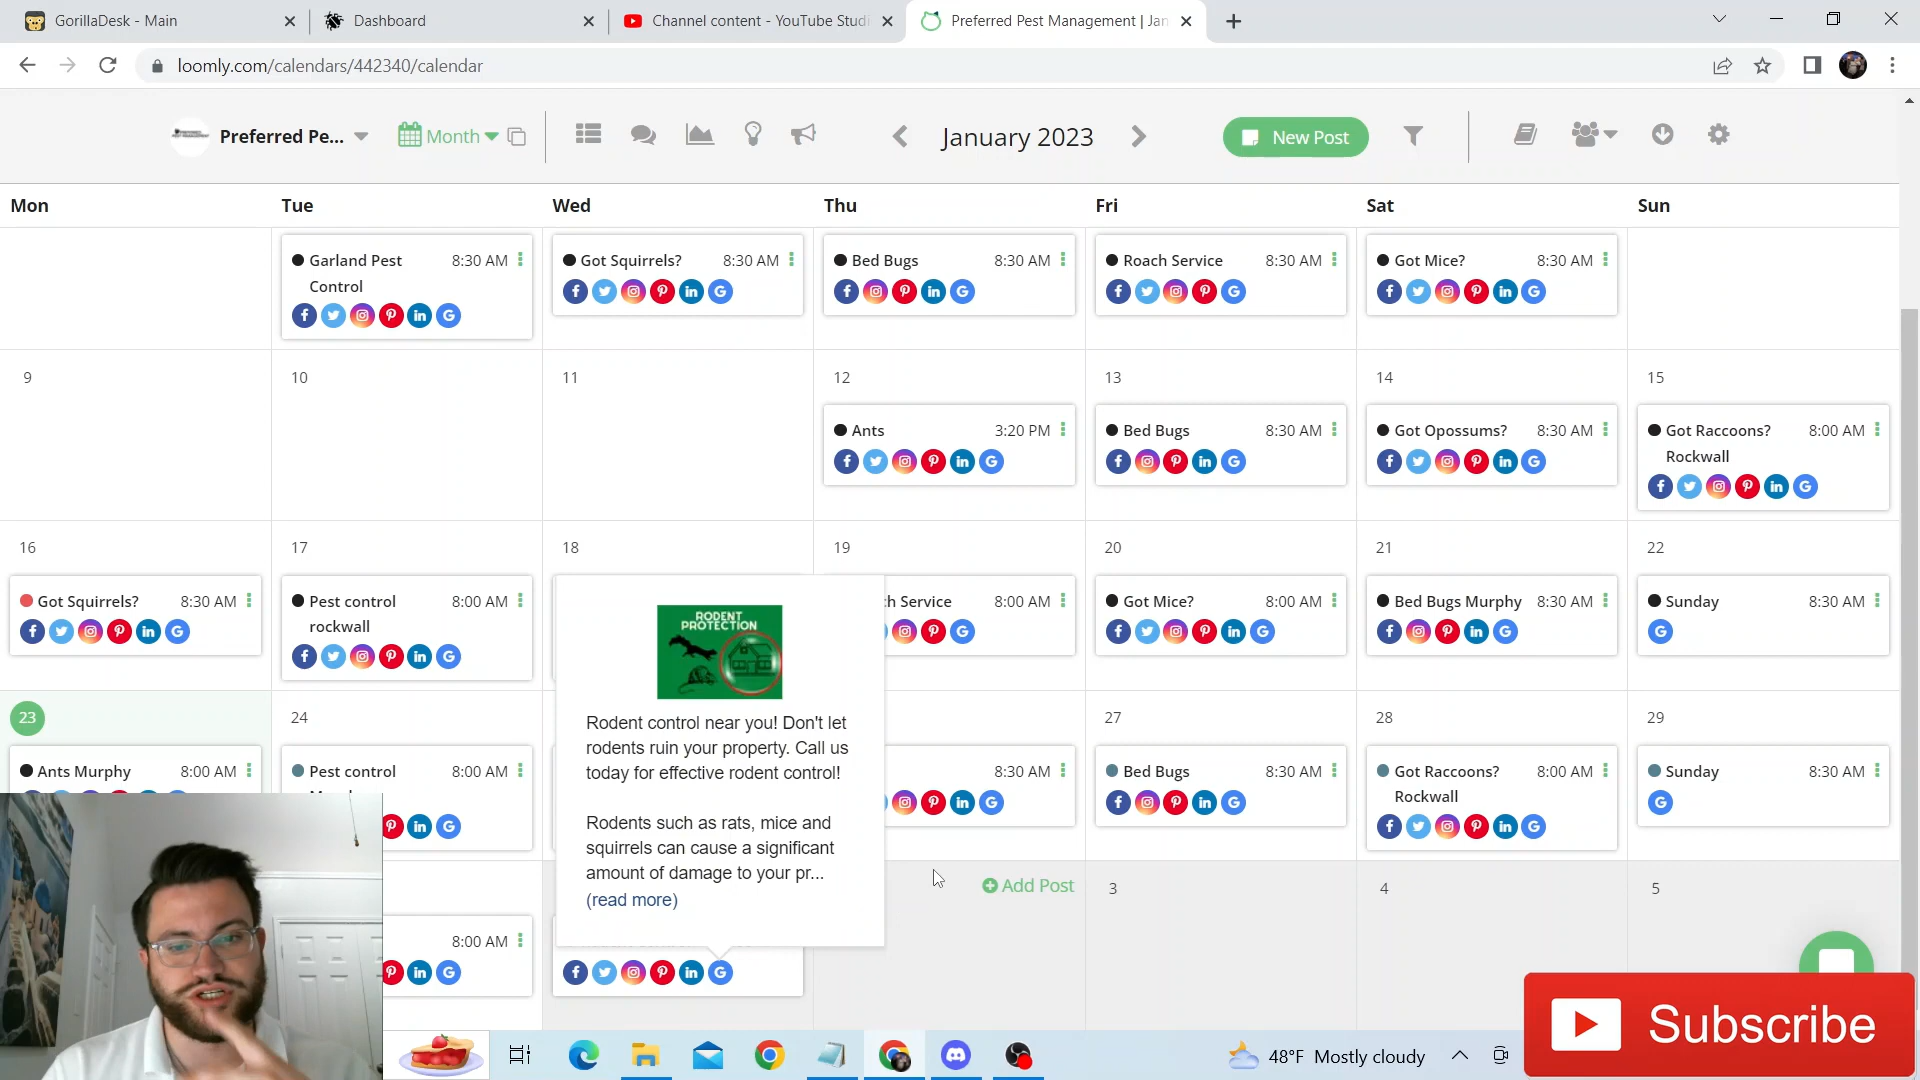 GorillaDesk - Main
Dashboard
Channel content - YouTube Studi
Preferred Pest Management | Jan
loomly.com/calendars/442340/calendar
Preferred Pe...
Month
January 2023
New Post
Mon
Tue
Wed
Thu
Fri
Sat
Sun
Garland Pest Control 8:30 AM
Got Squirrels? 8:30 AM
Bed Bugs 8:30 AM
Roach Service 8:30 AM
Got Mice? 8:30 AM
9
10
11
12
13
14
15
Ants 3:20 PM
Bed Bugs 8:30 AM
Got Opossums? 8:30 AM
Got Raccoons? Rockwall 8:00 AM
16
17
18
19
20
21
22
Got Squirrels? 8:30 AM
Pest control rockwall 8:00 AM
h Service 8:00 AM
Got Mice? 8:00 AM
Bed Bugs Murphy 8:30 AM
Sunday 8:30 AM
RODENT
PROTECTION
Rodent control near you! Don't let
rodents ruin your property. Call us
today for effective rodent control!
Rodents such as rats, mice and
squirrels can cause a significant
amount of damage to your pr...
(read more)
23
24
27
28
29
Ants Murphy 8:00 AM
Pest control 8:00 AM
8:30 AM
Bed Bugs 8:30 AM
Got Raccoons? Rockwall 8:00 AM
Sunday 8:30 AM
Add Post
3
4
5
8:00 AM
48°F Mostly cloudy
Subscribe